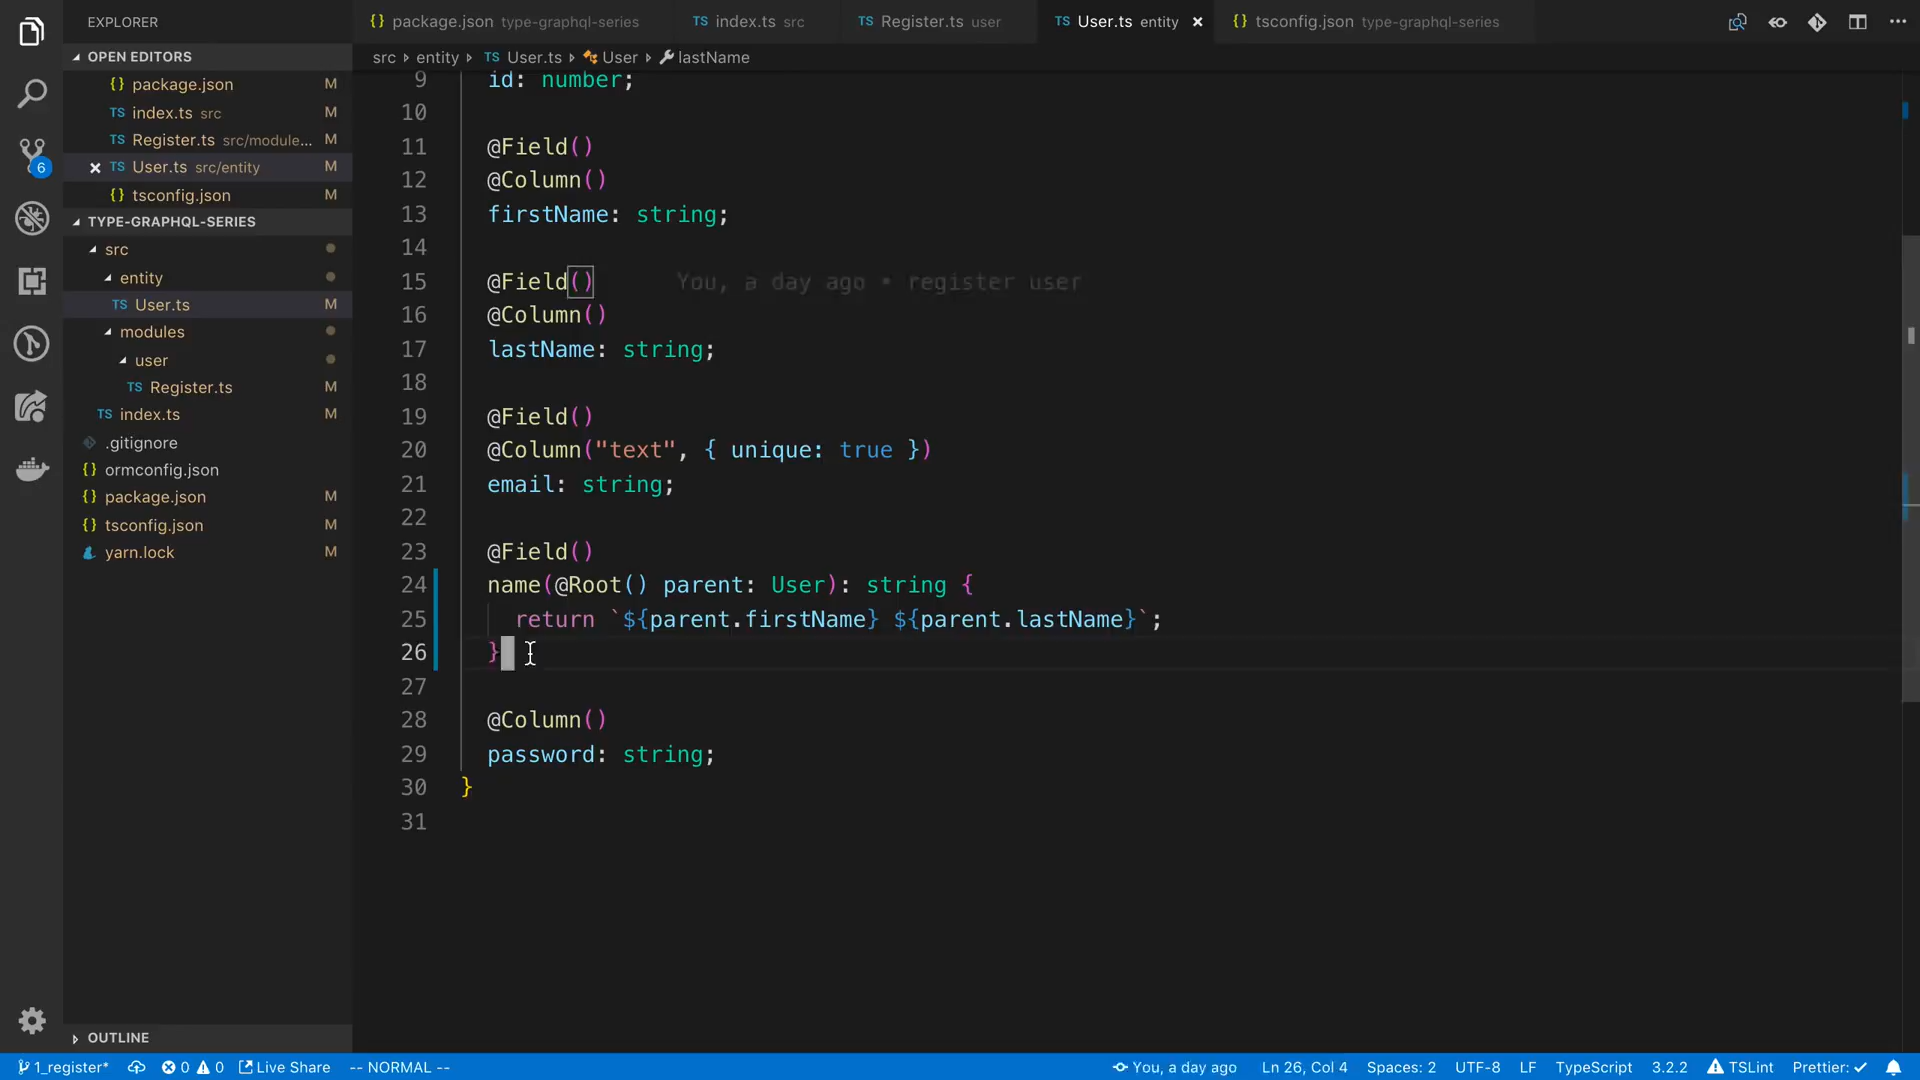 EXPLORER
OPEN EDITORS
{} package.json M
TS index.ts src M
TS Register.ts src/module... M
TS User.ts src/entity M
{} tsconfig.json M
TYPE-GRAPHQL-SERIES
src
entity
TS User.ts M
modules
user
TS Register.ts M
TS index.ts M
.gitignore
{} ormconfig.json
{} package.json M
{} tsconfig.json M
yarn.lock M
OUTLINE
6
{} package.json type-graphql-series
TS index.ts src
TS Register.ts user
TS User.ts entity
{} tsconfig.json type-graphql-series
src › entity › TS User.ts › User › lastName
9 id: number;
10
11 @Field()
12 @Column()
13 firstName: string;
14
15 @Field() You, a day ago • register user
16 @Column()
17 lastName: string;
18
19 @Field()
20 @Column("text", { unique: true })
21 email: string;
22
23 @Field()
24 name(@Root() parent: User): string {
25 return `${parent.firstName} ${parent.lastName}`;
26 }
27
28 @Column()
29 password: string;
30 }
31
1_register* 0 0 Live Share -- NORMAL -- You, a day ago Ln 26, Col 4 Spaces: 2 UTF-8 LF TypeScript 3.2.2 TSLint Prettier: ✓